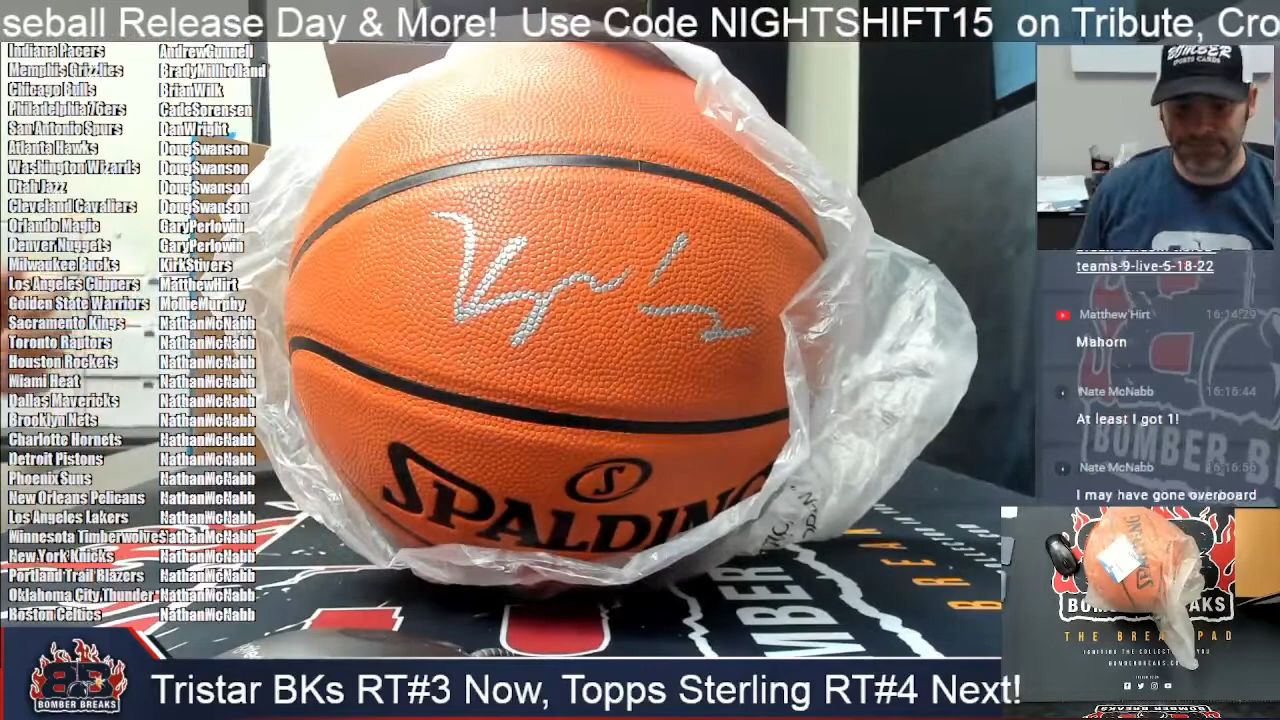 seball Release Day & More!  Use Code NIGHTSHIFT15  on Tribute, Cro
Indiana Pacers AndrewGunnell
Memphis Grizzlies BradyMillholland
Chicago Bulls BrianWilk
Philadelphia 76ers CadeSorensen
San Antonio Spurs DanWright
Atlanta Hawks DougSwanson
Washington Wizards DougSwanson
Utah Jazz DougSwanson
Cleveland Cavaliers DougSwanson
Orlando Magic GaryPerlowin
Denver Nuggets GaryPerlowin
Milwaukee Bucks KirkStivers
Los Angeles Clippers MatthewHirt
Golden State Warriors MollieMurphy
Sacramento Kings NathanMcNabb
Toronto Raptors NathanMcNabb
Houston Rockets NathanMcNabb
Miami Heat NathanMcNabb
Dallas Mavericks NathanMcNabb
Brooklyn Nets NathanMcNabb
Charlotte Hornets NathanMcNabb
Detroit Pistons NathanMcNabb
Phoenix Suns NathanMcNabb
New Orleans Pelicans NathanMcNabb
Los Angeles Lakers NathanMcNabb
Minnesota Timberwolves NathanMcNabb
New York Knicks NathanMcNabb
Portland Trail Blazers NathanMcNabb
Oklahoma City Thunder NathanMcNabb
Boston Celtics NathanMcNabb
SPALDING
BOMBER
SPORTS CARDS
teams-9-live-5-18-22
Matthew Hirt 16:14:29
Mahorn
Nate McNabb 16:16:44
At least I got 1!
Nate McNabb 16:16:56
I may have gone overboard
BOMBER BREAKS
THE BREAKPAD
BOMBER BREAKS
Tristar BKs RT#3 Now, Topps Sterling RT#4 Next!